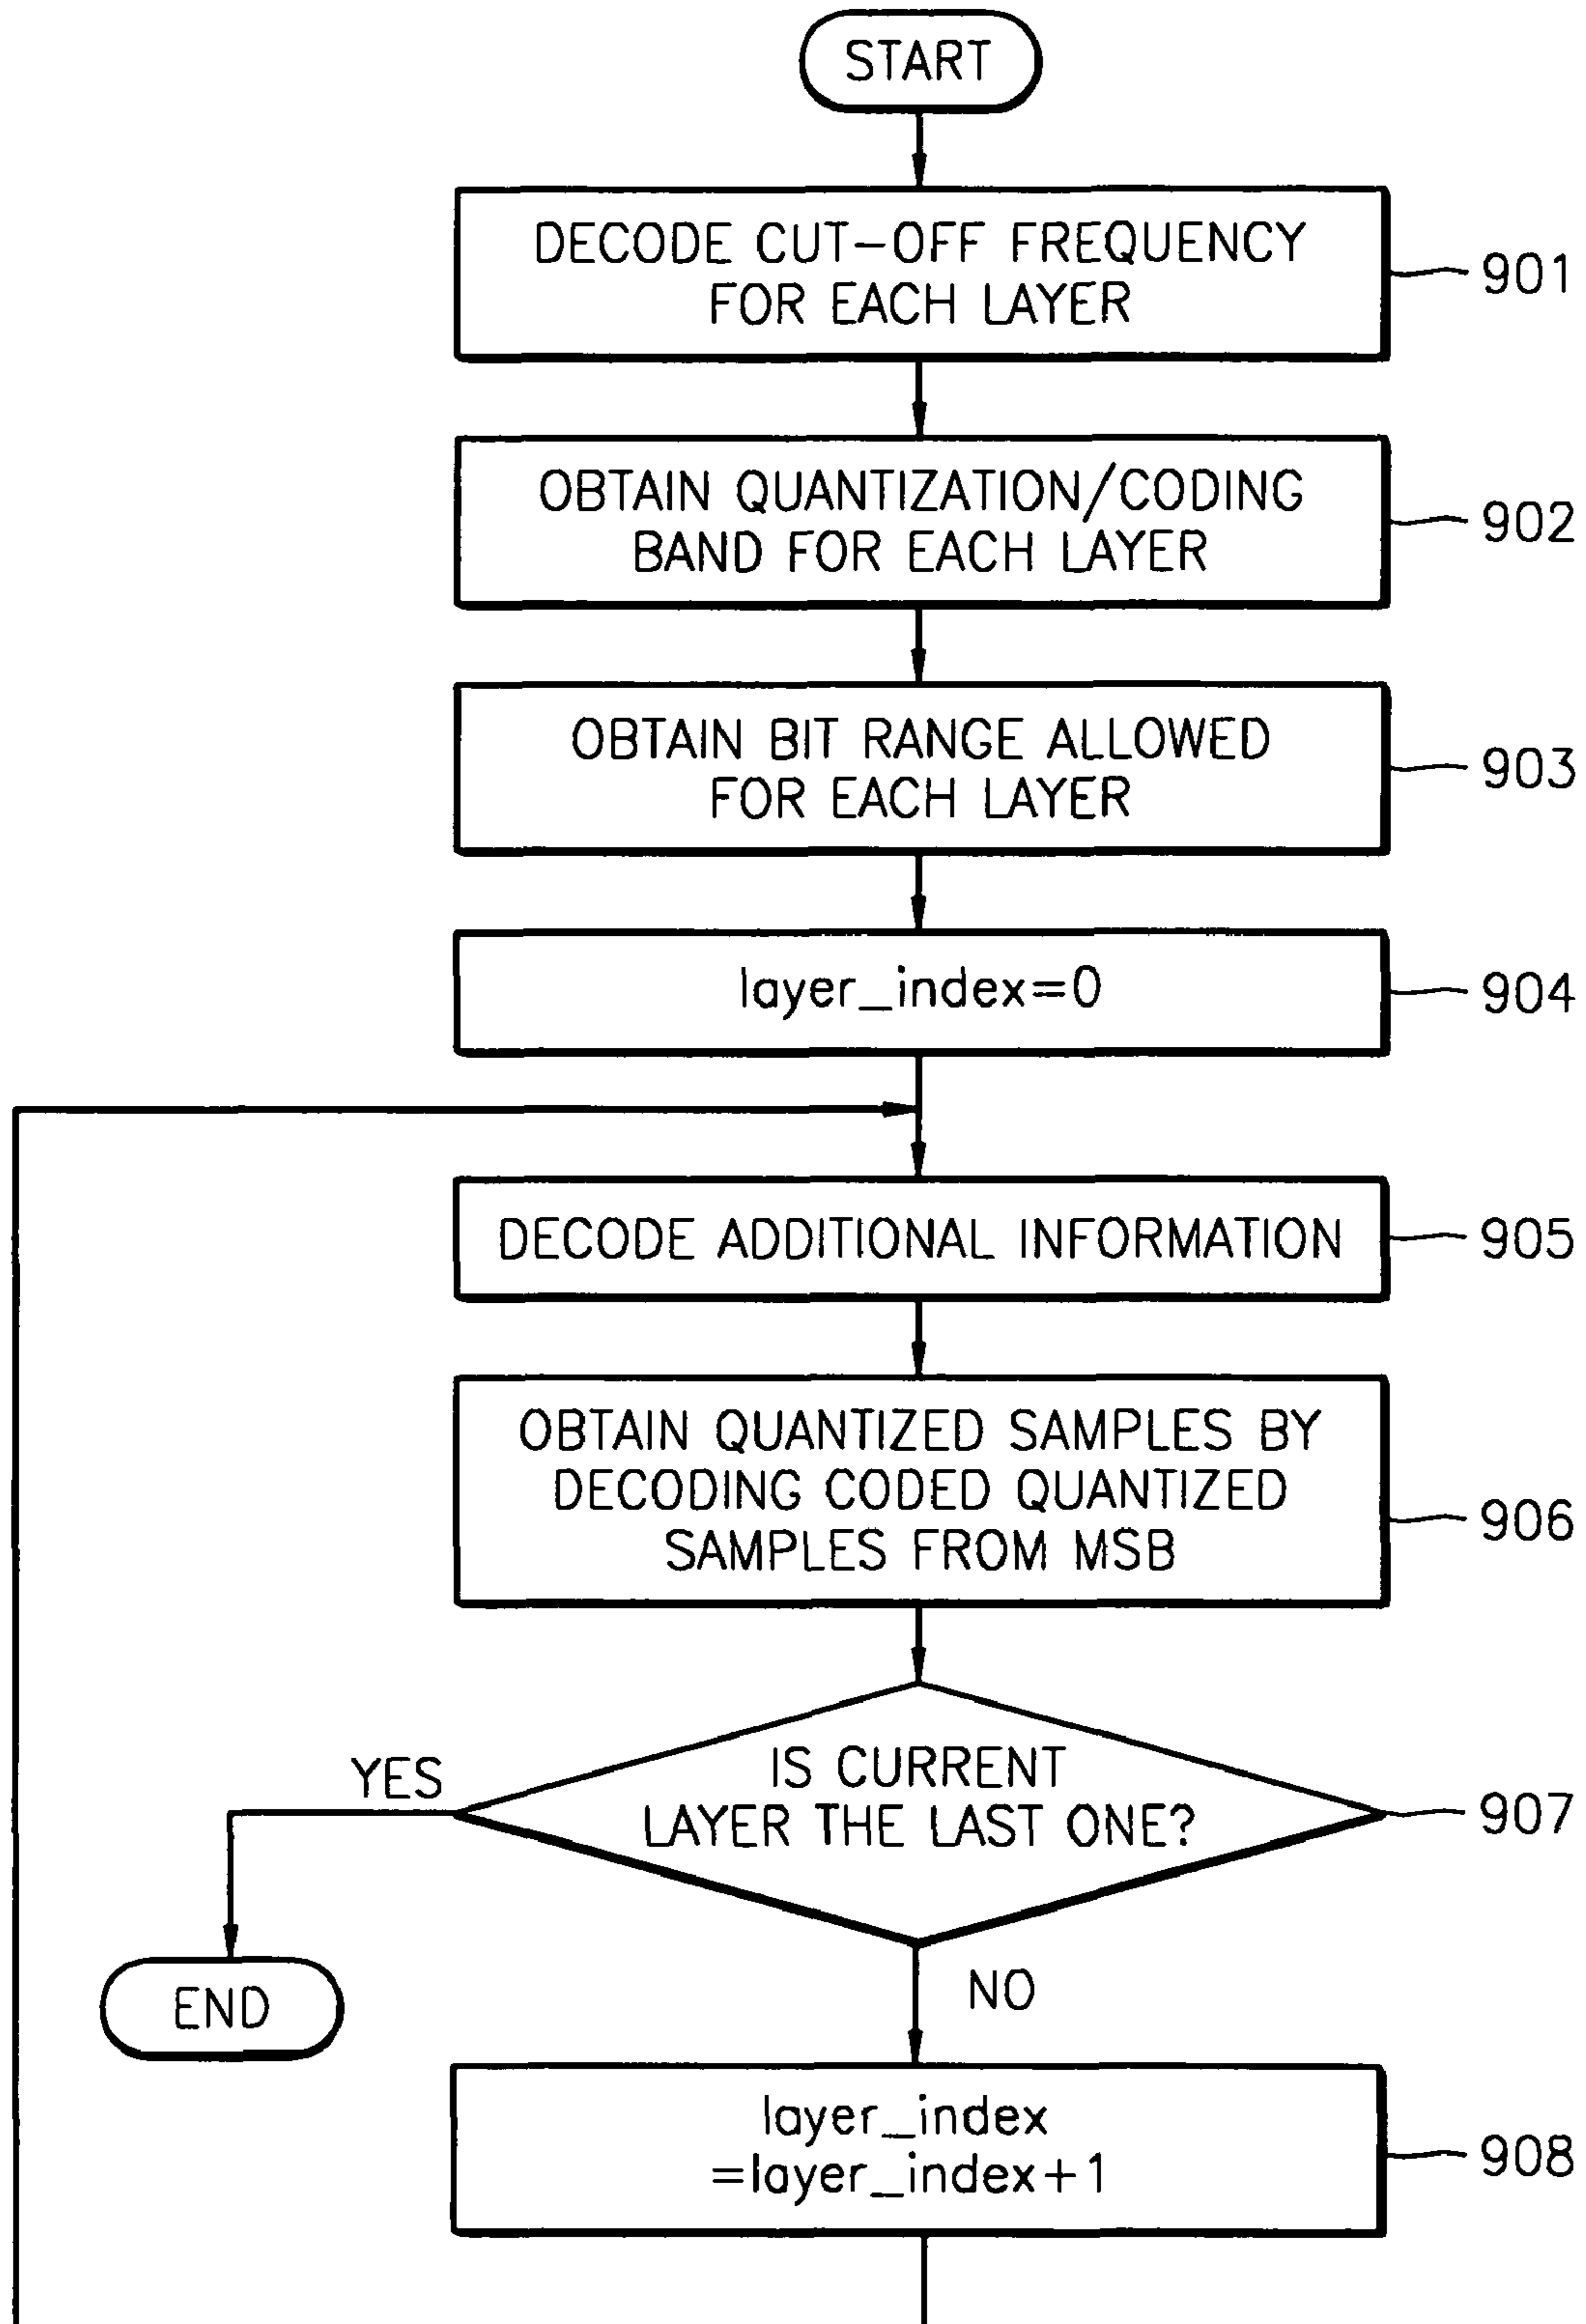 START
DECODE CUT-OFF FREQUENCY
FOR EACH LAYER
901
OBTAIN QUANTIZATION/CODING
BAND FOR EACH LAYER
902
OBTAIN BIT RANGE ALLOWED
FOR EACH LAYER
903
layer_index=0
904
DECODE ADDITIONAL INFORMATION
905
OBTAIN QUANTIZED SAMPLES BY
DECODING CODED QUANTIZED
SAMPLES FROM MSB
906
IS CURRENT
LAYER THE LAST ONE?
907
YES
END
NO
layer_index
=layer_index+1
908